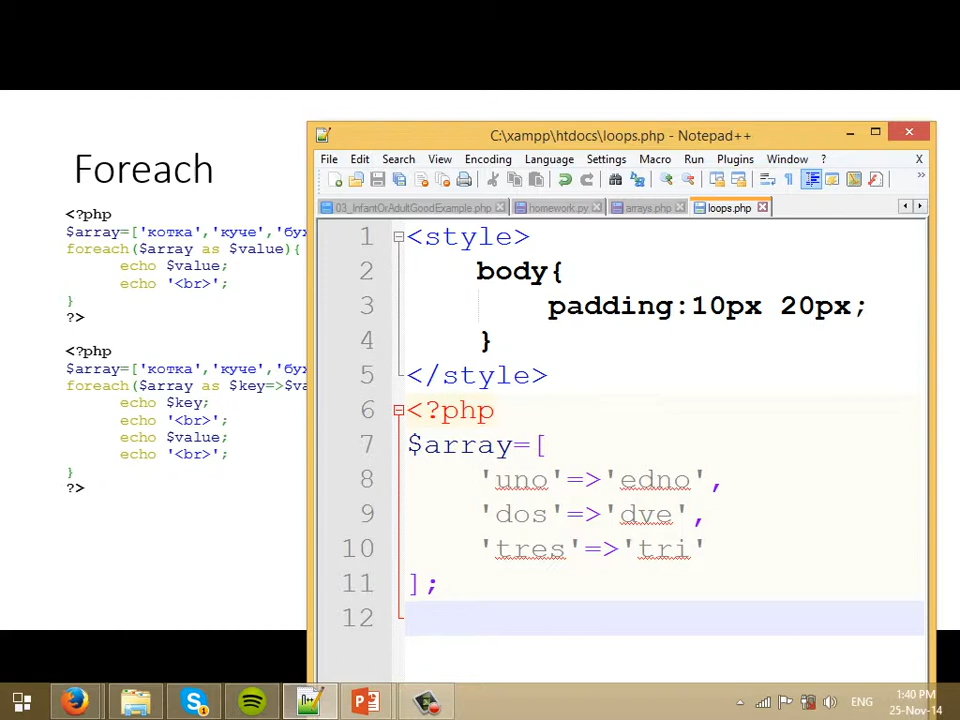 Foreach
<?php
$array=['котка','куче','бу
foreach($array as $value){
echo $value;
echo '<br>';
}
?>
<?php
$array=['котка','куче','бу
foreach($array as $key=>$va
echo $key;
echo '<br>';
echo $value;
echo '<br>';
}
?>
C:\xampp\htdocs\loops.php - Notepad++
File Edit Search View Encoding Language Settings Macro Run Plugins Window ? X
03_InfantOrAdultGoodExample.php homework.py arrays.php loops.php
1 <style>
2 body{
3 padding:10px 20px;
4 }
5 </style>
6 <?php
7 $array=[
8 'uno'=>'edno',
9 'dos'=>'dve',
10 'tres'=>'tri'
11 ];
12
ENG
1:40 PM
25-Nov-14